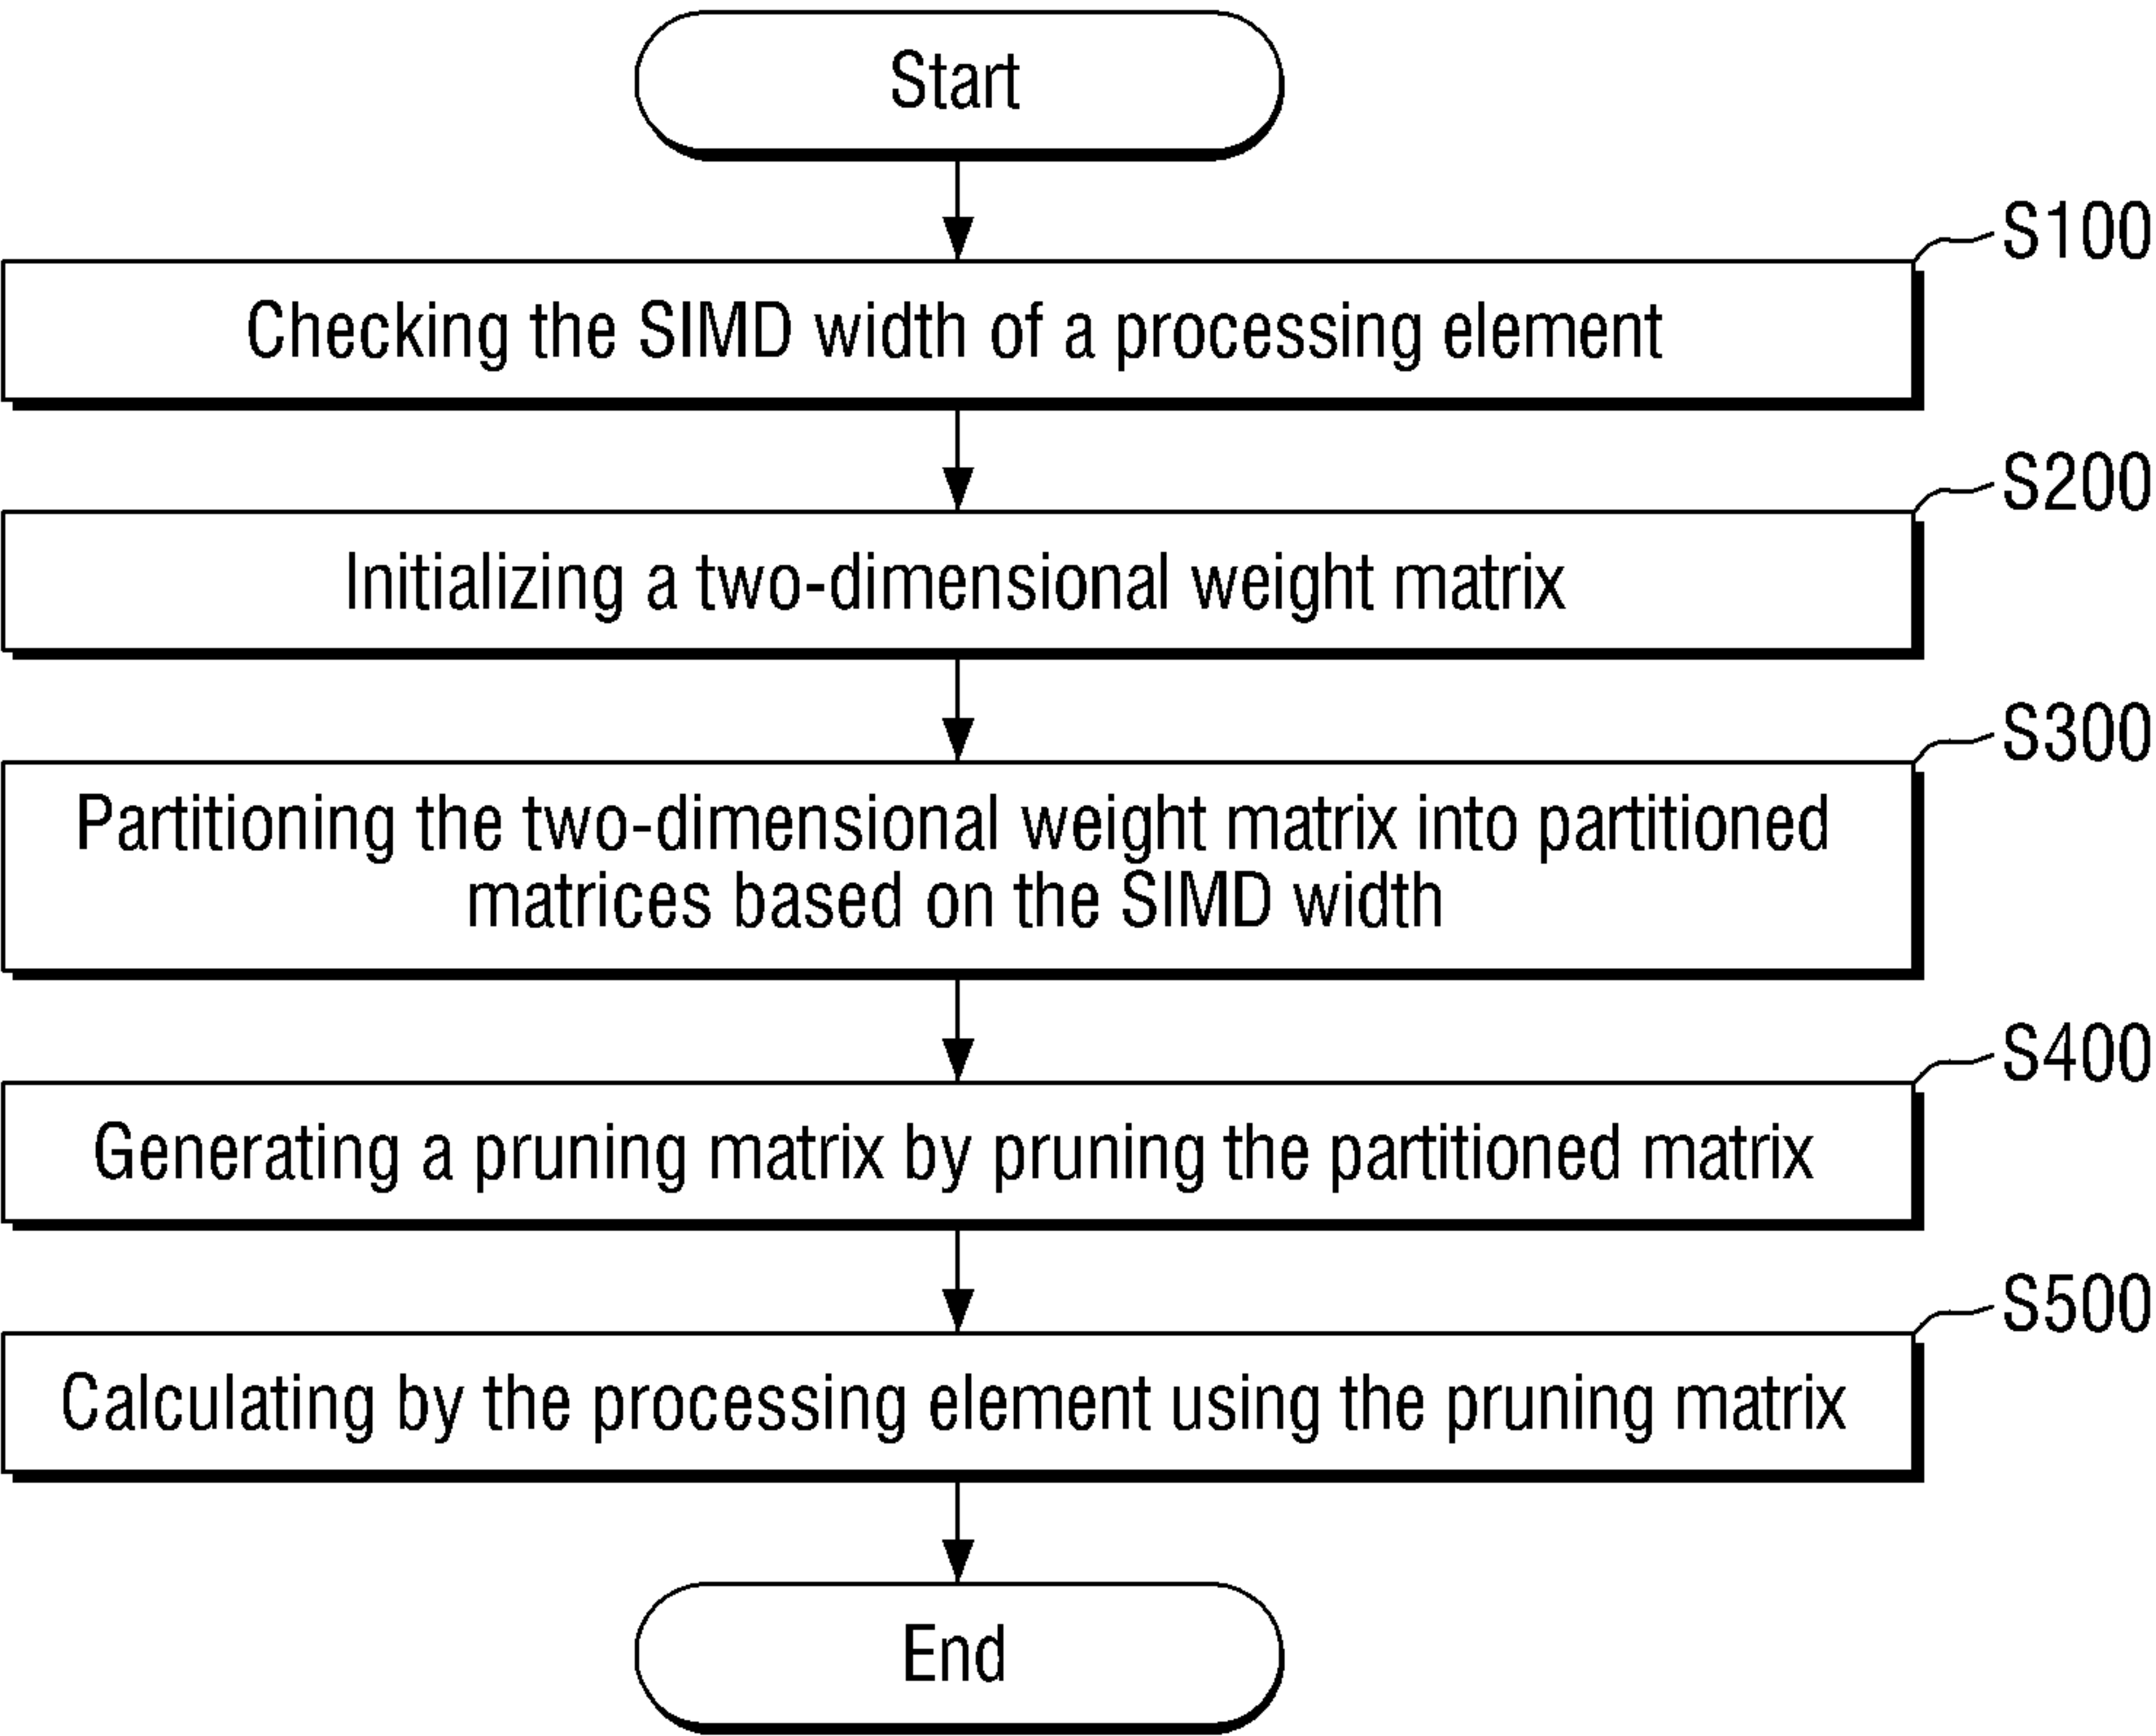 Start
S100
Checking the SIMD width of a processing element
S200
Initializing a two-dimensional weight matrix
S300
Partitioning the two-dimensional weight matrix into partitioned
matrices based on the SIMD width
S400
Generating a pruning matrix by pruning the partitioned matrix
S500
Calculating by the processing element using the pruning matrix
End